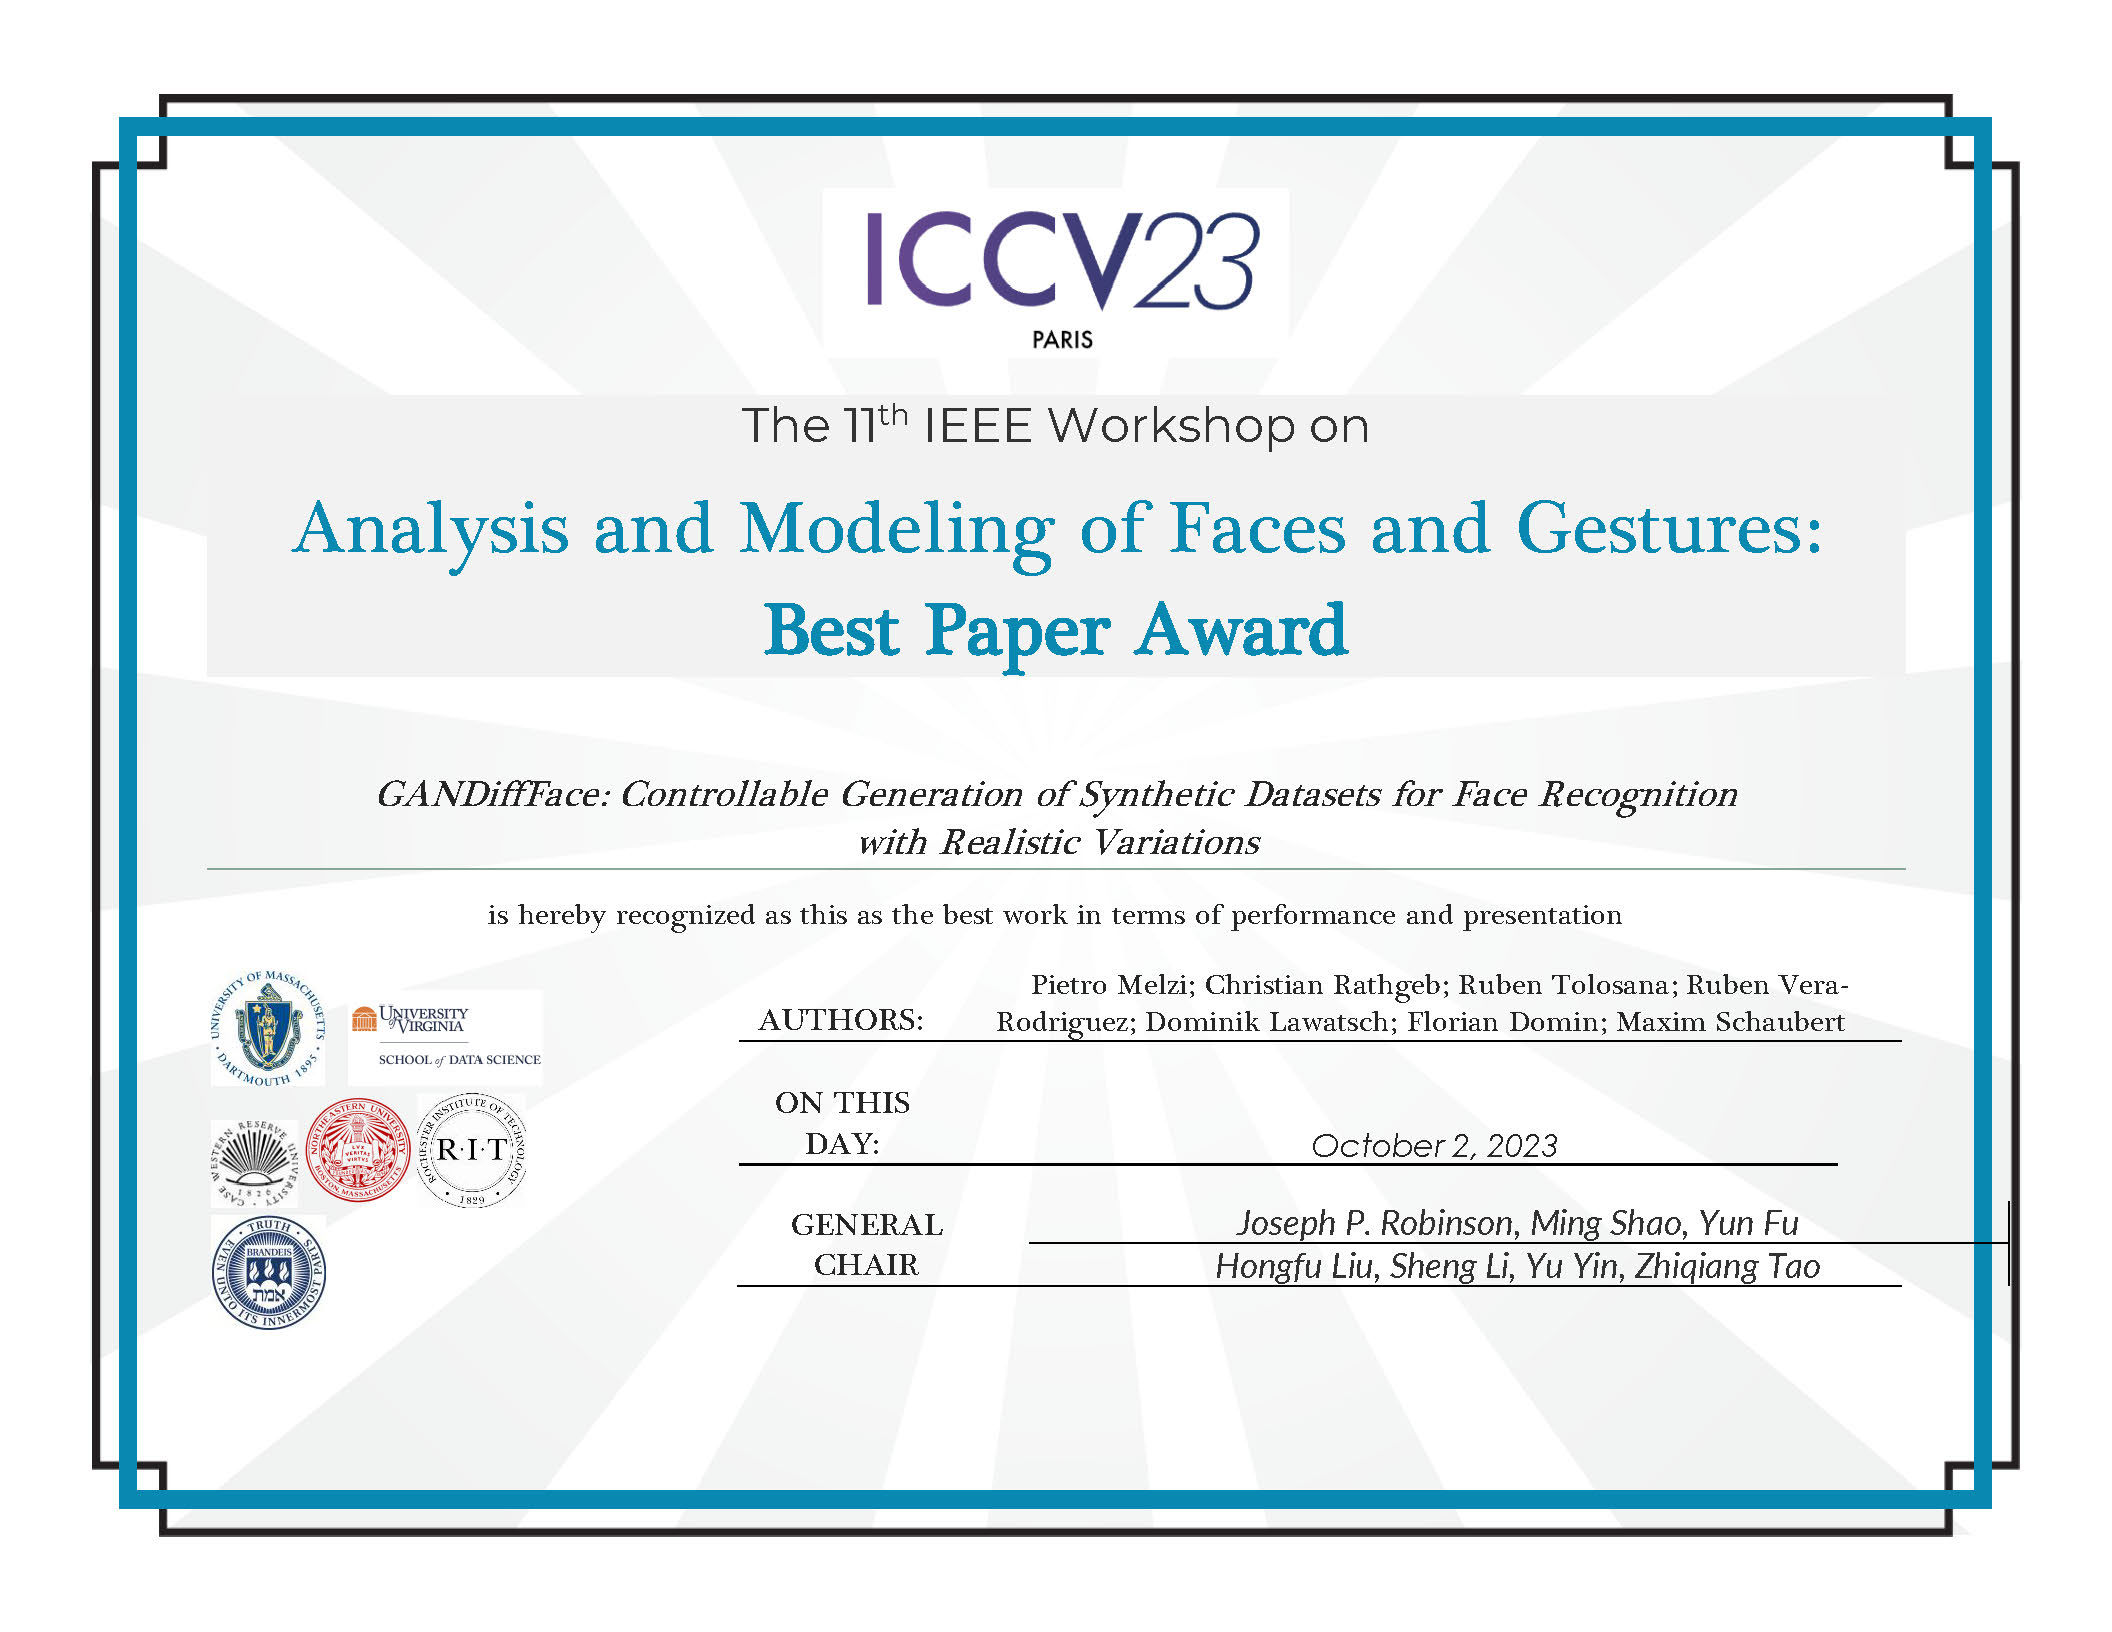 ICCV23
PARIS
The 11th IEEE Workshop on
Analysis and Modeling of Faces and Gestures:
Best Paper Award
GANDiffFace: Controllable Generation of Synthetic Datasets for Face Recognition
with Realistic Variations
is hereby recognized as this as the best work in terms of performance and presentation
AUTHORS:
Pietro Melzi; Christian Rathgeb; Ruben Tolosana; Ruben Vera-
Rodriguez; Dominik Lawatsch; Florian Domin; Maxim Schaubert
ON THIS
DAY:
October 2, 2023
GENERAL
CHAIR
Joseph P. Robinson, Ming Shao, Yun Fu
Hongfu Liu, Sheng Li, Yu Yin, Zhiqiang Tao
UNIVERSITY OF MASSACHUSETTS
DARTMOUTH 1895
UNIVERSITY
of VIRGINIA
SCHOOL of DATA SCIENCE
CASE WESTERN RESERVE UNIVERSITY
1826
NORTHEASTERN UNIVERSITY
LVX
VERITAS
VIRTVS
BOSTON, MASSACHUSETTS
ROCHESTER INSTITUTE OF TECHNOLOGY
R·I·T
1829
TRUTH
EVEN UNTO ITS INNERMOST PARTS
BRANDEIS
אמת